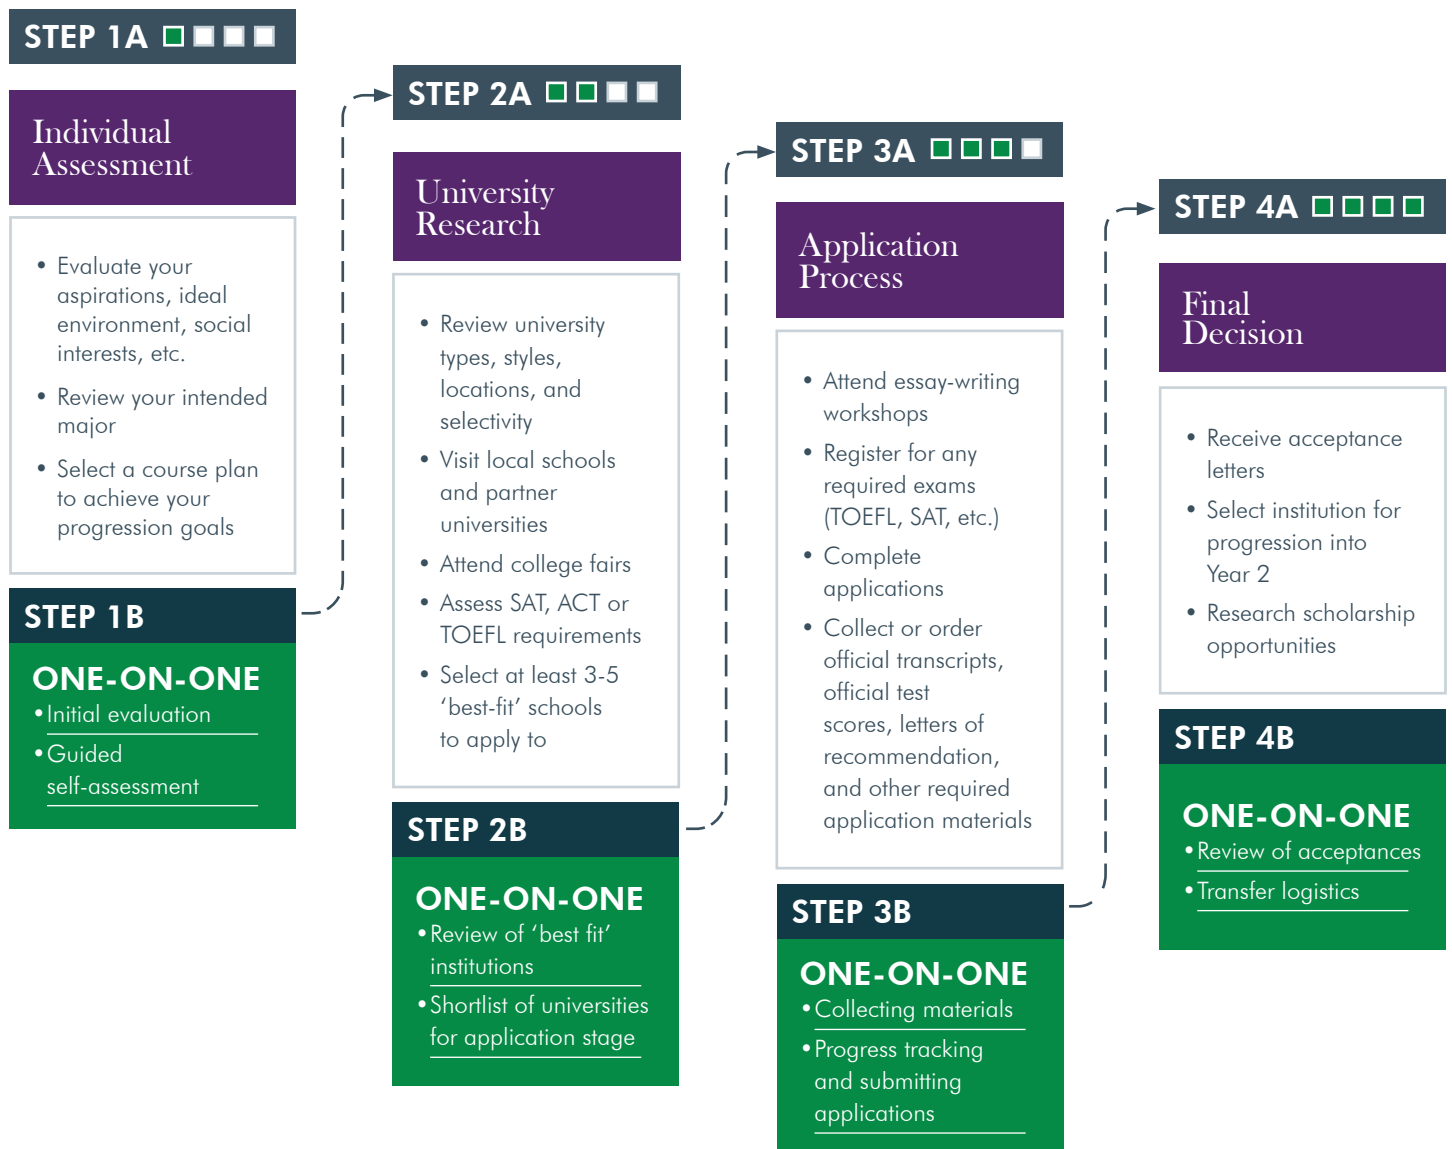 STEP 1A
Individual
Assessment
• Evaluate your
aspirations, ideal
environment, social
interests, etc.
• Review your intended
major
• Select a course plan
to achieve your
progression goals
STEP 1B
ONE-ON-ONE
• Initial evaluation
• Guided
self-assessment
STEP 2A
University
Research
• Review university
types, styles,
locations, and
selectivity
• Visit local schools
and partner
universities
• Attend college fairs
• Assess SAT, ACT or
TOEFL requirements
• Select at least 3-5
‘best-fit’ schools
to apply to
STEP 2B
ONE-ON-ONE
• Review of ‘best fit’
institutions
• Shortlist of universities
for application stage
STEP 3A
Application
Process
• Attend essay-writing
workshops
• Register for any
required exams
(TOEFL, SAT, etc.)
• Complete
applications
• Collect or order
official transcripts,
official test
scores, letters of
recommendation,
and other required
application materials
STEP 3B
ONE-ON-ONE
• Collecting materials
• Progress tracking
and submitting
applications
STEP 4A
Final
Decision
• Receive acceptance
letters
• Select institution for
progression into
Year 2
• Research scholarship
opportunities
STEP 4B
ONE-ON-ONE
• Review of acceptances
• Transfer logistics